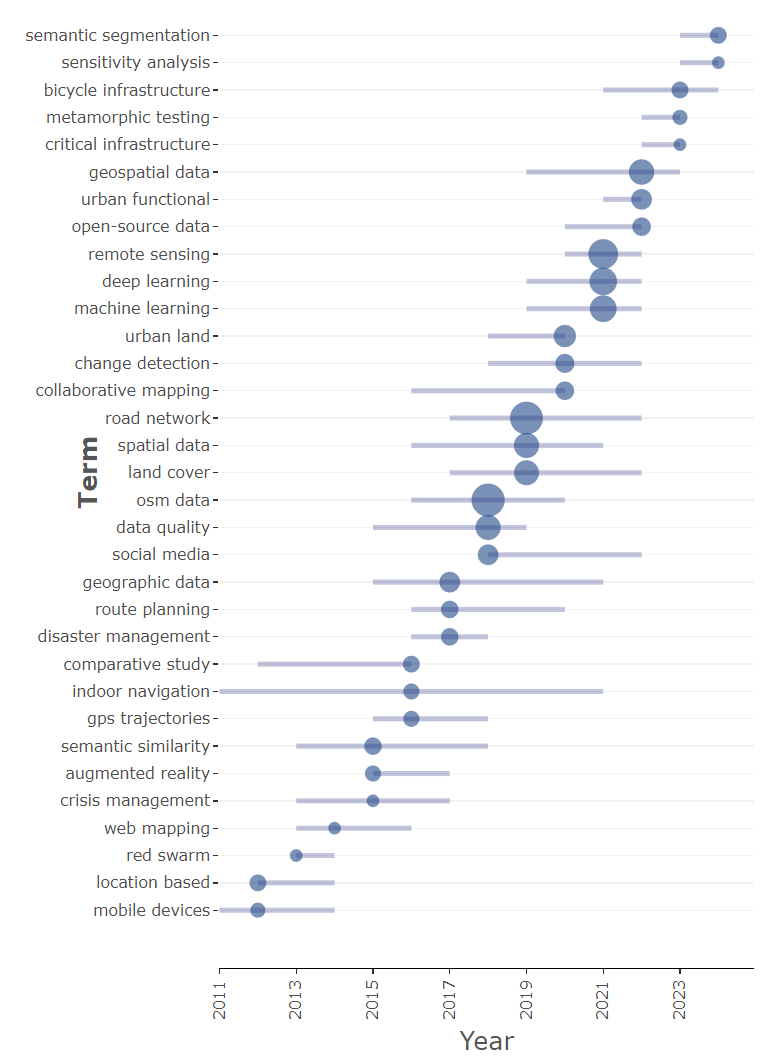 semantic segmentation
sensitivity analysis
bicycle infrastructure
metamorphic testing
critical infrastructure
geospatial data
urban functional
open-source data
remote sensing
deep learning
machine learning
urban land
change detection
collaborative mapping
road network
spatial data
land cover
osm data
data quality
social media
geographic data
route planning
disaster management
comparative study
indoor navigation
gps trajectories
semantic similarity
augmented reality
crisis management
web mapping
red swarm
location based
mobile devices
Term
2011 2013 2015 2017 2019 2021 2023
Year